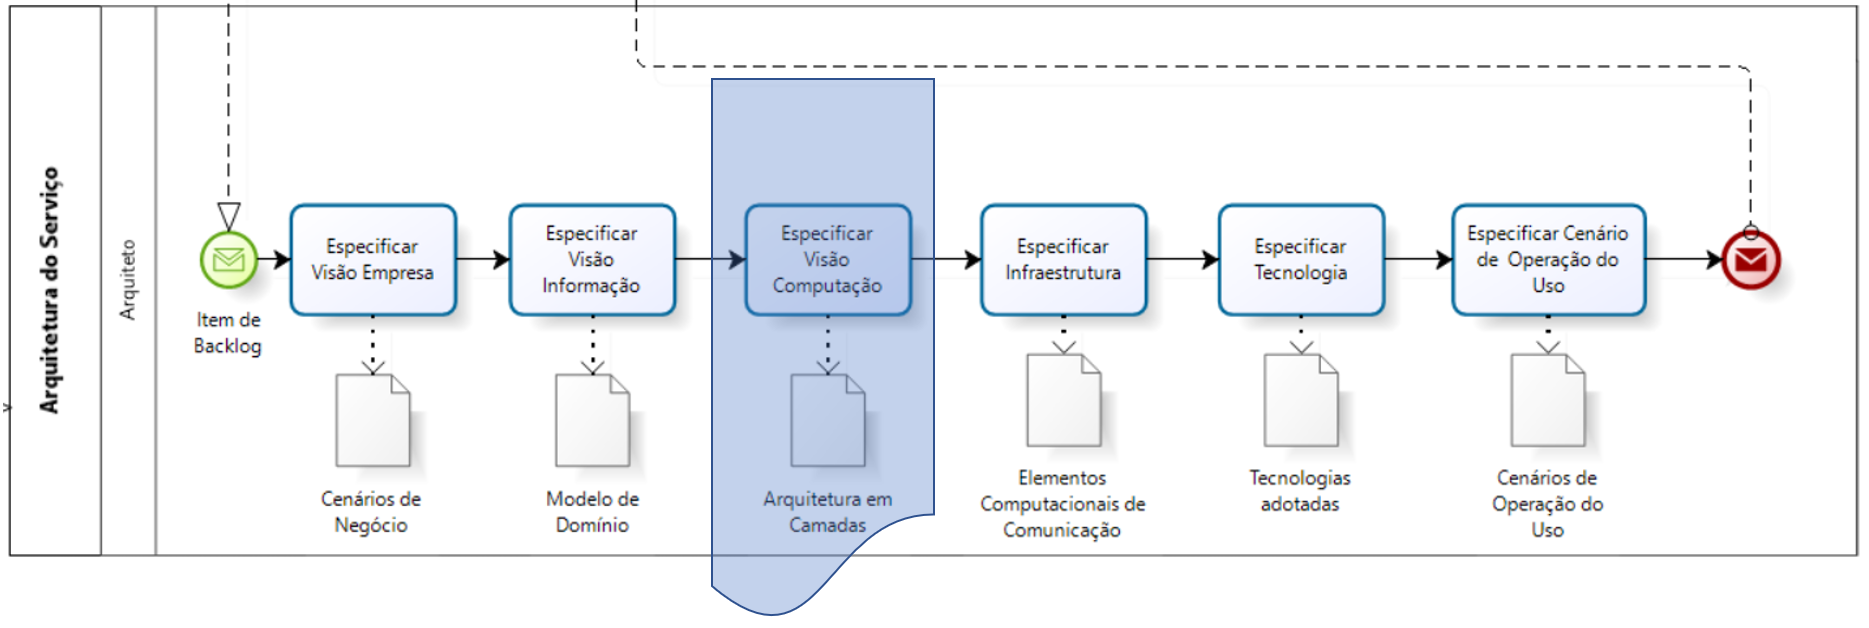 Arquitetura do Serviço
Arquiteto
Item de
Backlog
Especificar
Visão Empresa
Cenários de
Negócio
Especificar
Visão
Informação
Modelo de
Domínio
Especificar
Visão
Computação
Arquitetura em
Camadas
Especificar
Infraestrutura
Elementos
Computacionais de
Comunicação
Especificar
Tecnologia
Tecnologias
adotadas
Especificar Cenário
de Operação do
Uso
Cenários de
Operação do
Uso